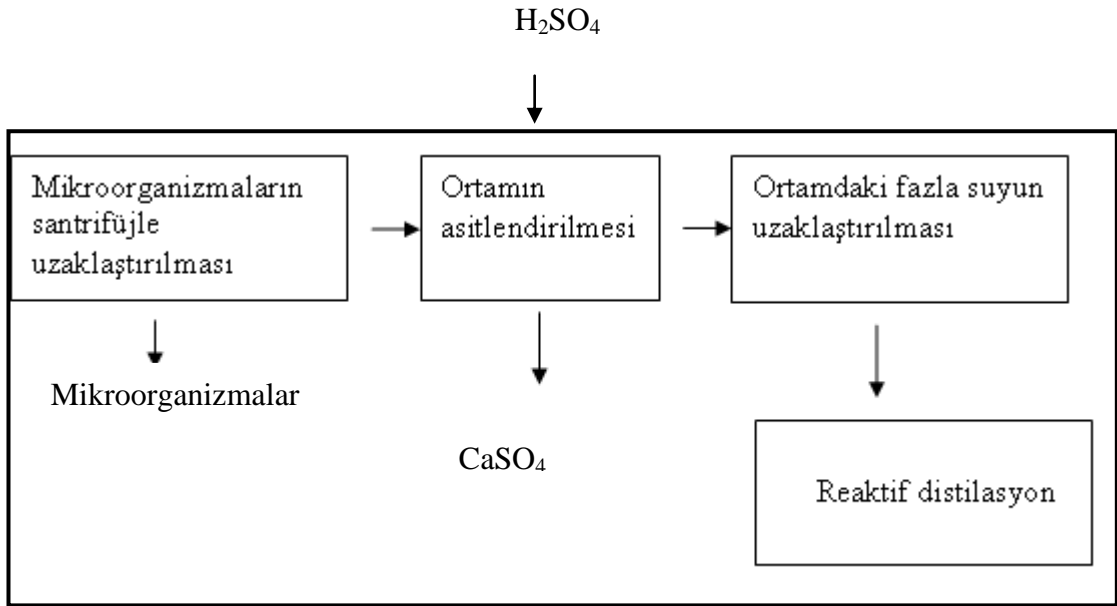 H₂SO₄
Mikroorganizmaların
santrifüjle
uzaklaştırılması
Ortamın
asitlendirilmesi
Ortamdaki fazla suyun
uzaklaştırılması
Mikroorganizmalar
CaSO₄
Reaktif distilasyon